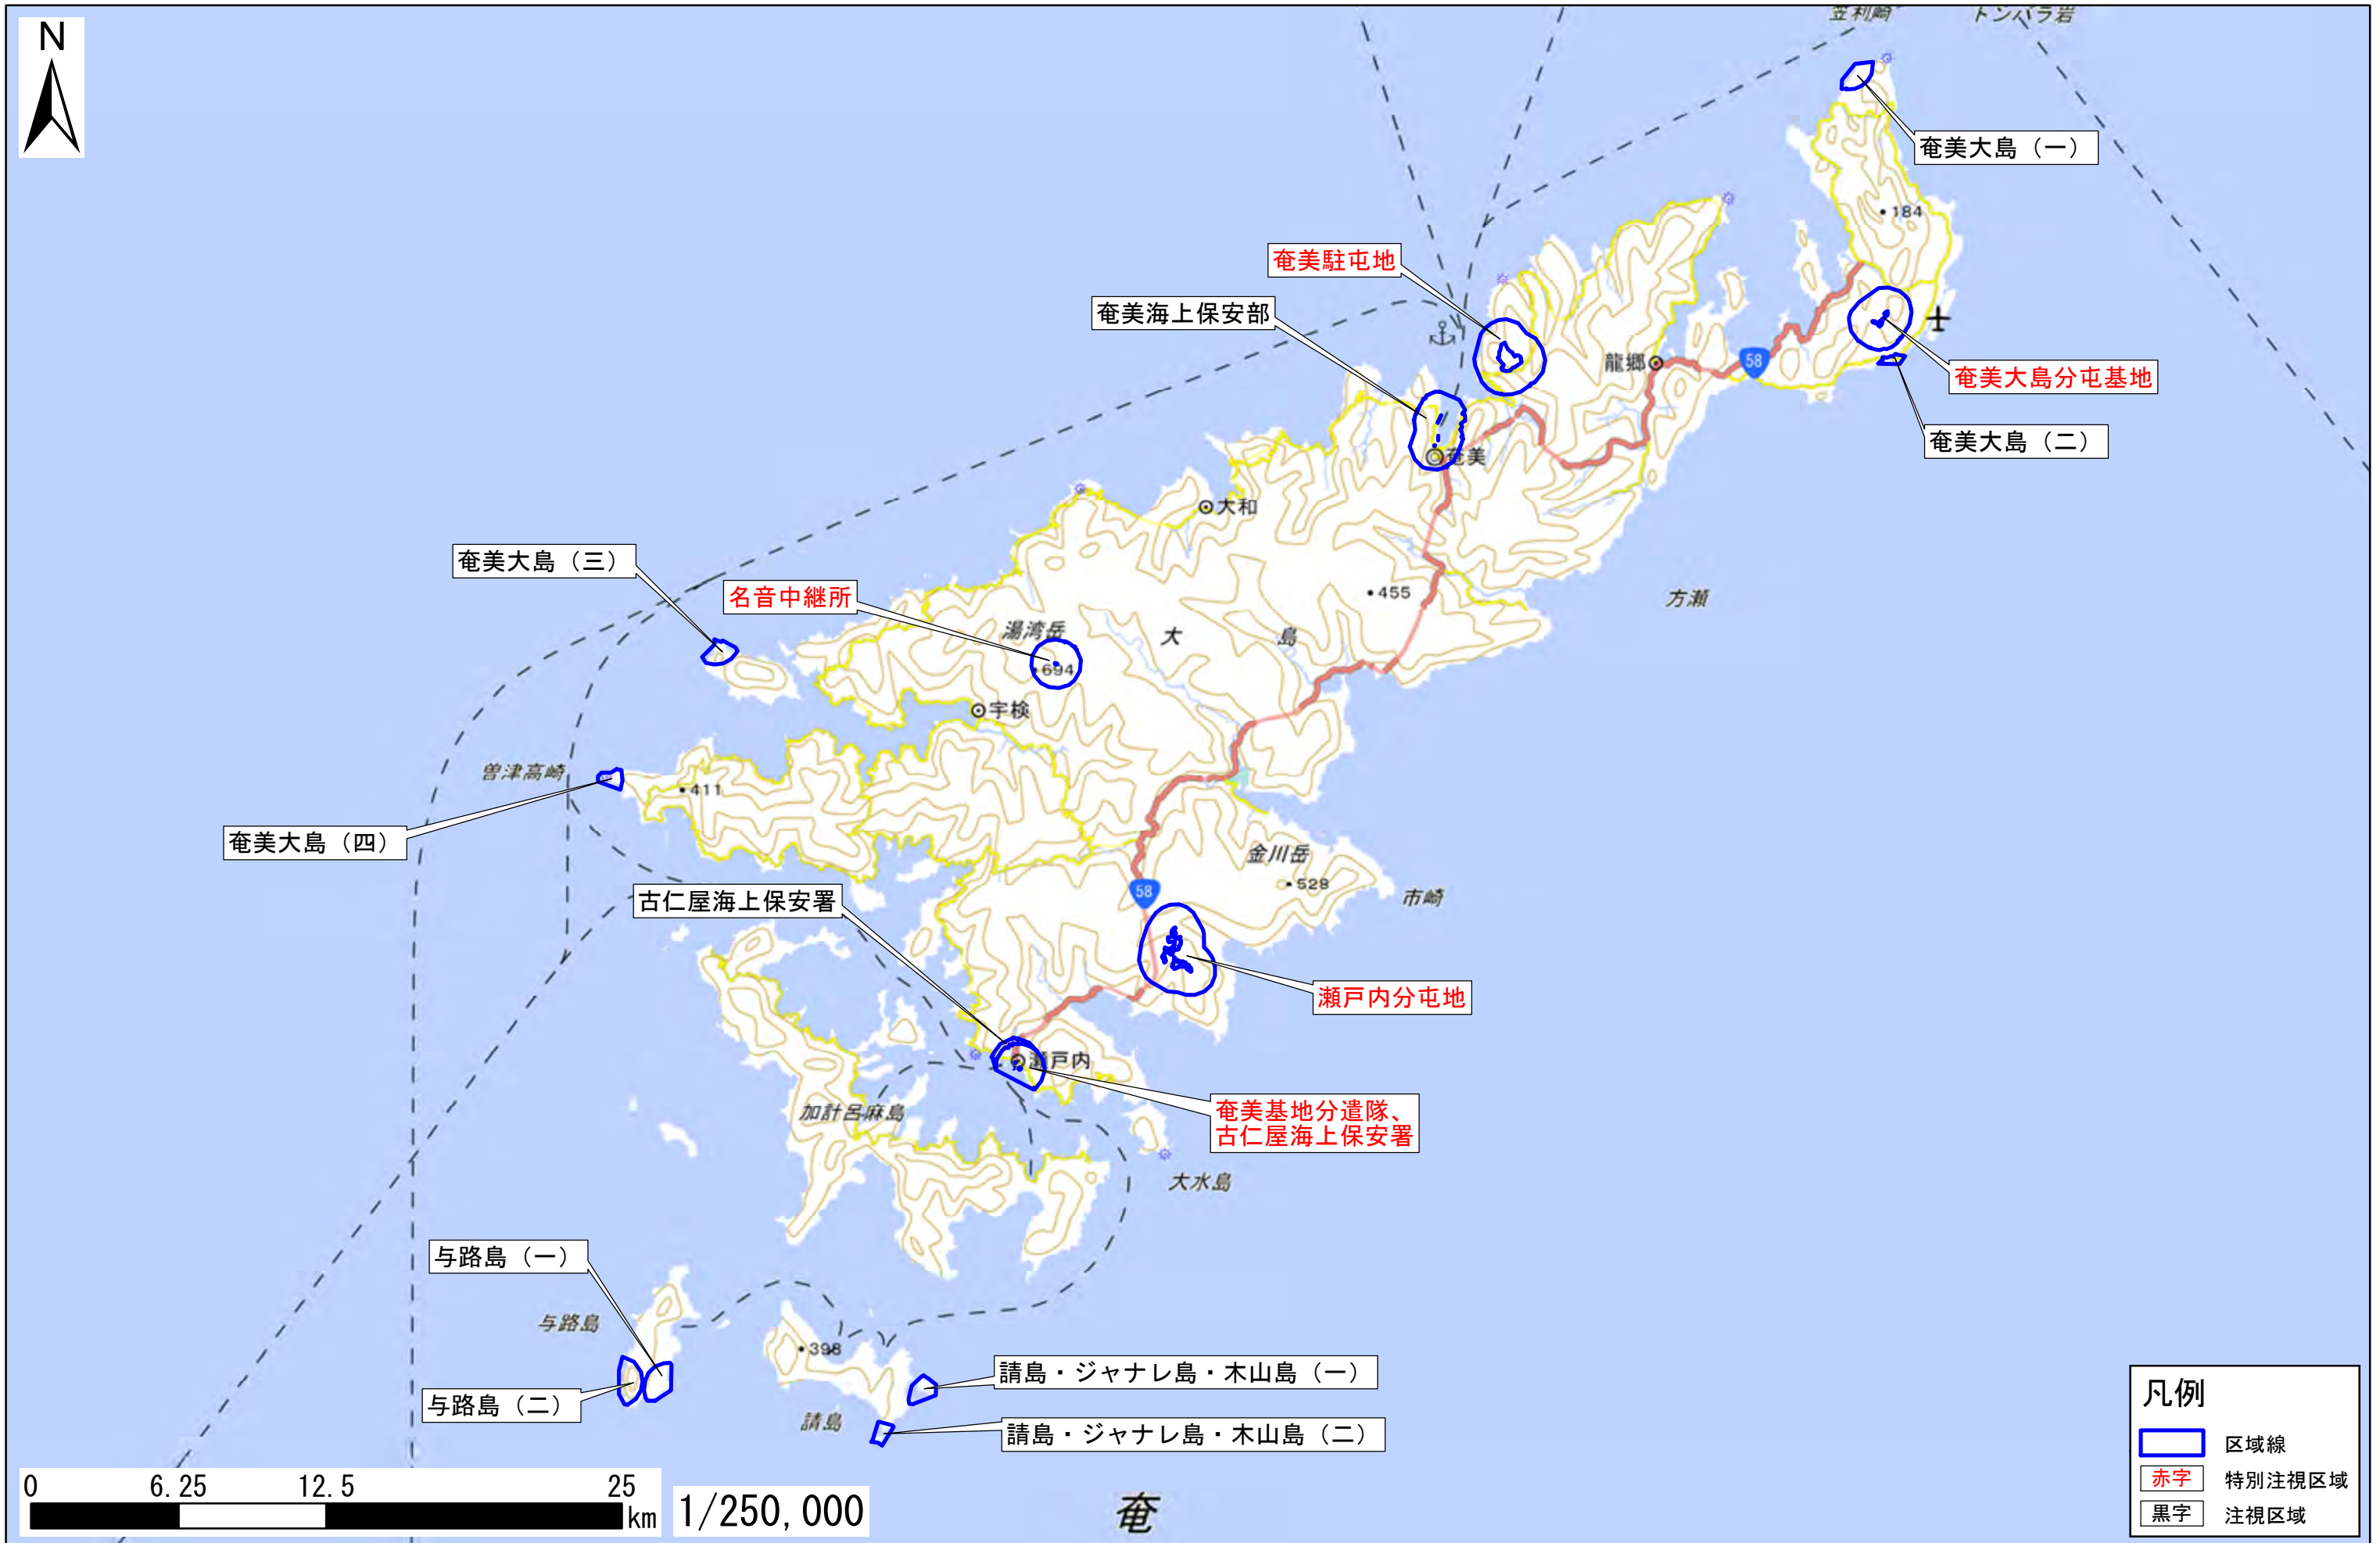 N
笠利崎
トンバラ岩
奄美大島（一）
184
奄美駐屯地
奄美海上保安部
龍郷
58
奄美大島分屯基地
奄美大島（二）
奄美
大和
奄美大島（三）
名音中継所
455
方瀬
湯湾岳
大 島
694
宇検
曽津高崎
411
奄美大島（四）
金川岳
528
市崎
古仁屋海上保安署
58
瀬戸内分屯地
瀬戸内
加計呂麻島
奄美基地分遣隊、
古仁屋海上保安署
大水島
与路島（一）
与路島
398
請島・ジャナレ島・木山島（一）
与路島（二）
請島
請島・ジャナレ島・木山島（二）
凡例
区域線
赤字 特別注視区域
黒字 注視区域
0 6.25 12.5 25
km
1/250,000
奄